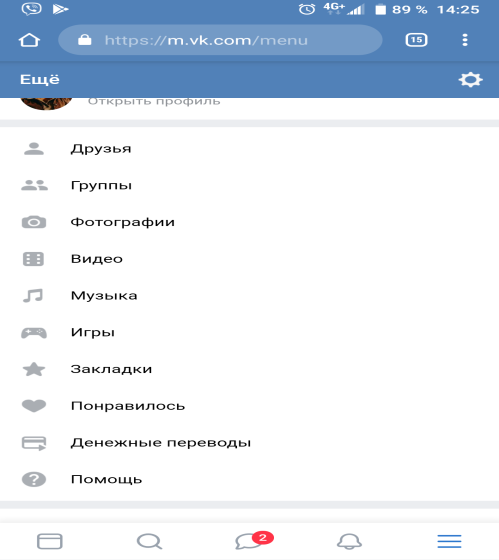 4G+ 89 % 14:25
https://m.vk.com/menu 15
Ещё
Открыть профиль
Друзья
Группы
Фотографии
Видео
Музыка
Игры
Закладки
Понравилось
Денежные переводы
Помощь
2